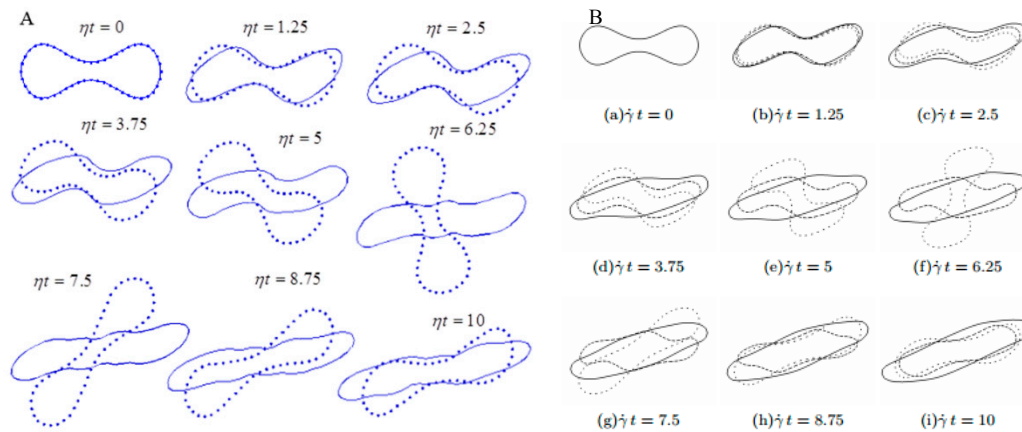 A
ηt = 0
ηt = 1.25
ηt = 2.5
ηt = 3.75
ηt = 5
ηt = 6.25
ηt = 7.5
ηt = 8.75
ηt = 10
B
(a) γ̇ t = 0
(b) γ̇ t = 1.25
(c) γ̇ t = 2.5
(d) γ̇ t = 3.75
(e) γ̇ t = 5
(f) γ̇ t = 6.25
(g) γ̇ t = 7.5
(h) γ̇ t = 8.75
(i) γ̇ t = 10